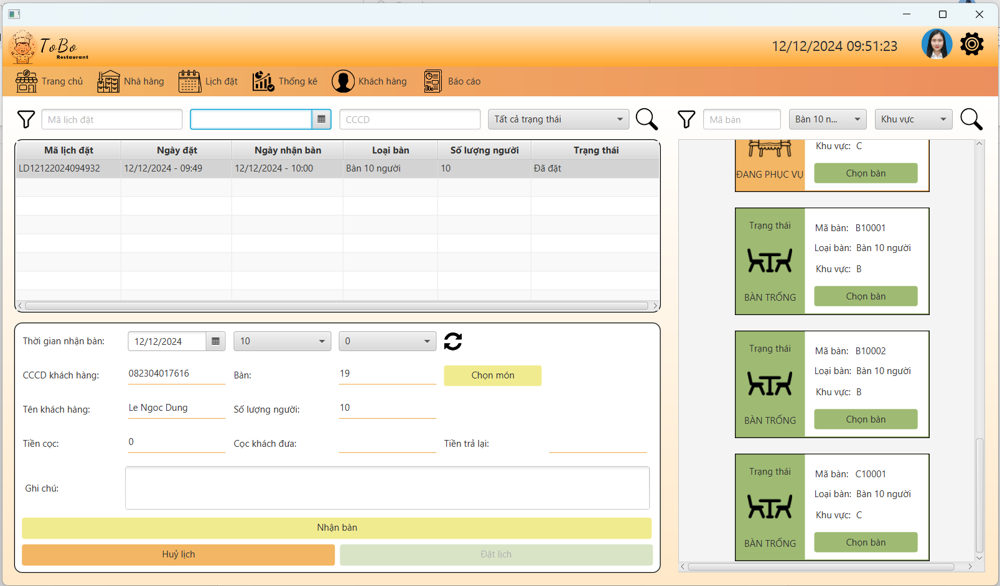 ToBo
Restaurant
12/12/2024 09:51:23
Trang chủ
Nhà hàng
Lịch đặt
Thống kê
Khách hàng
Báo cáo
Mã lịch đặt
CCCD
Tất cả trạng thái
Mã bàn
Bàn 10 n...
Khu vực
Mã lịch đặt Ngày đặt Ngày nhận bàn Loại bàn Số lượng người Trạng thái
LD12122024094932 12/12/2024 - 09:49 12/12/2024 - 10:00 Bàn 10 người 10 Đã đặt
Thời gian nhận bàn: 12/12/2024 10 0
CCCD khách hàng: 082304017616 Bàn: 19 Chọn món
Tên khách hàng: Le Ngoc Dung Số lượng người: 10
Tiền cọc: 0 Cọc khách đưa: Tiền trả lại:
Ghi chú:
Nhận bàn
Huỷ lịch
Đặt lịch
Khu vực: C
ĐANG PHỤC VỤ
Chọn bàn
Trạng thái
BÀN TRỐNG
Mã bàn: B10001
Loại bàn: Bàn 10 người
Khu vực: B
Chọn bàn
Trạng thái
BÀN TRỐNG
Mã bàn: B10002
Loại bàn: Bàn 10 người
Khu vực: B
Chọn bàn
Trạng thái
BÀN TRỐNG
Mã bàn: C10001
Loại bàn: Bàn 10 người
Khu vực: C
Chọn bàn